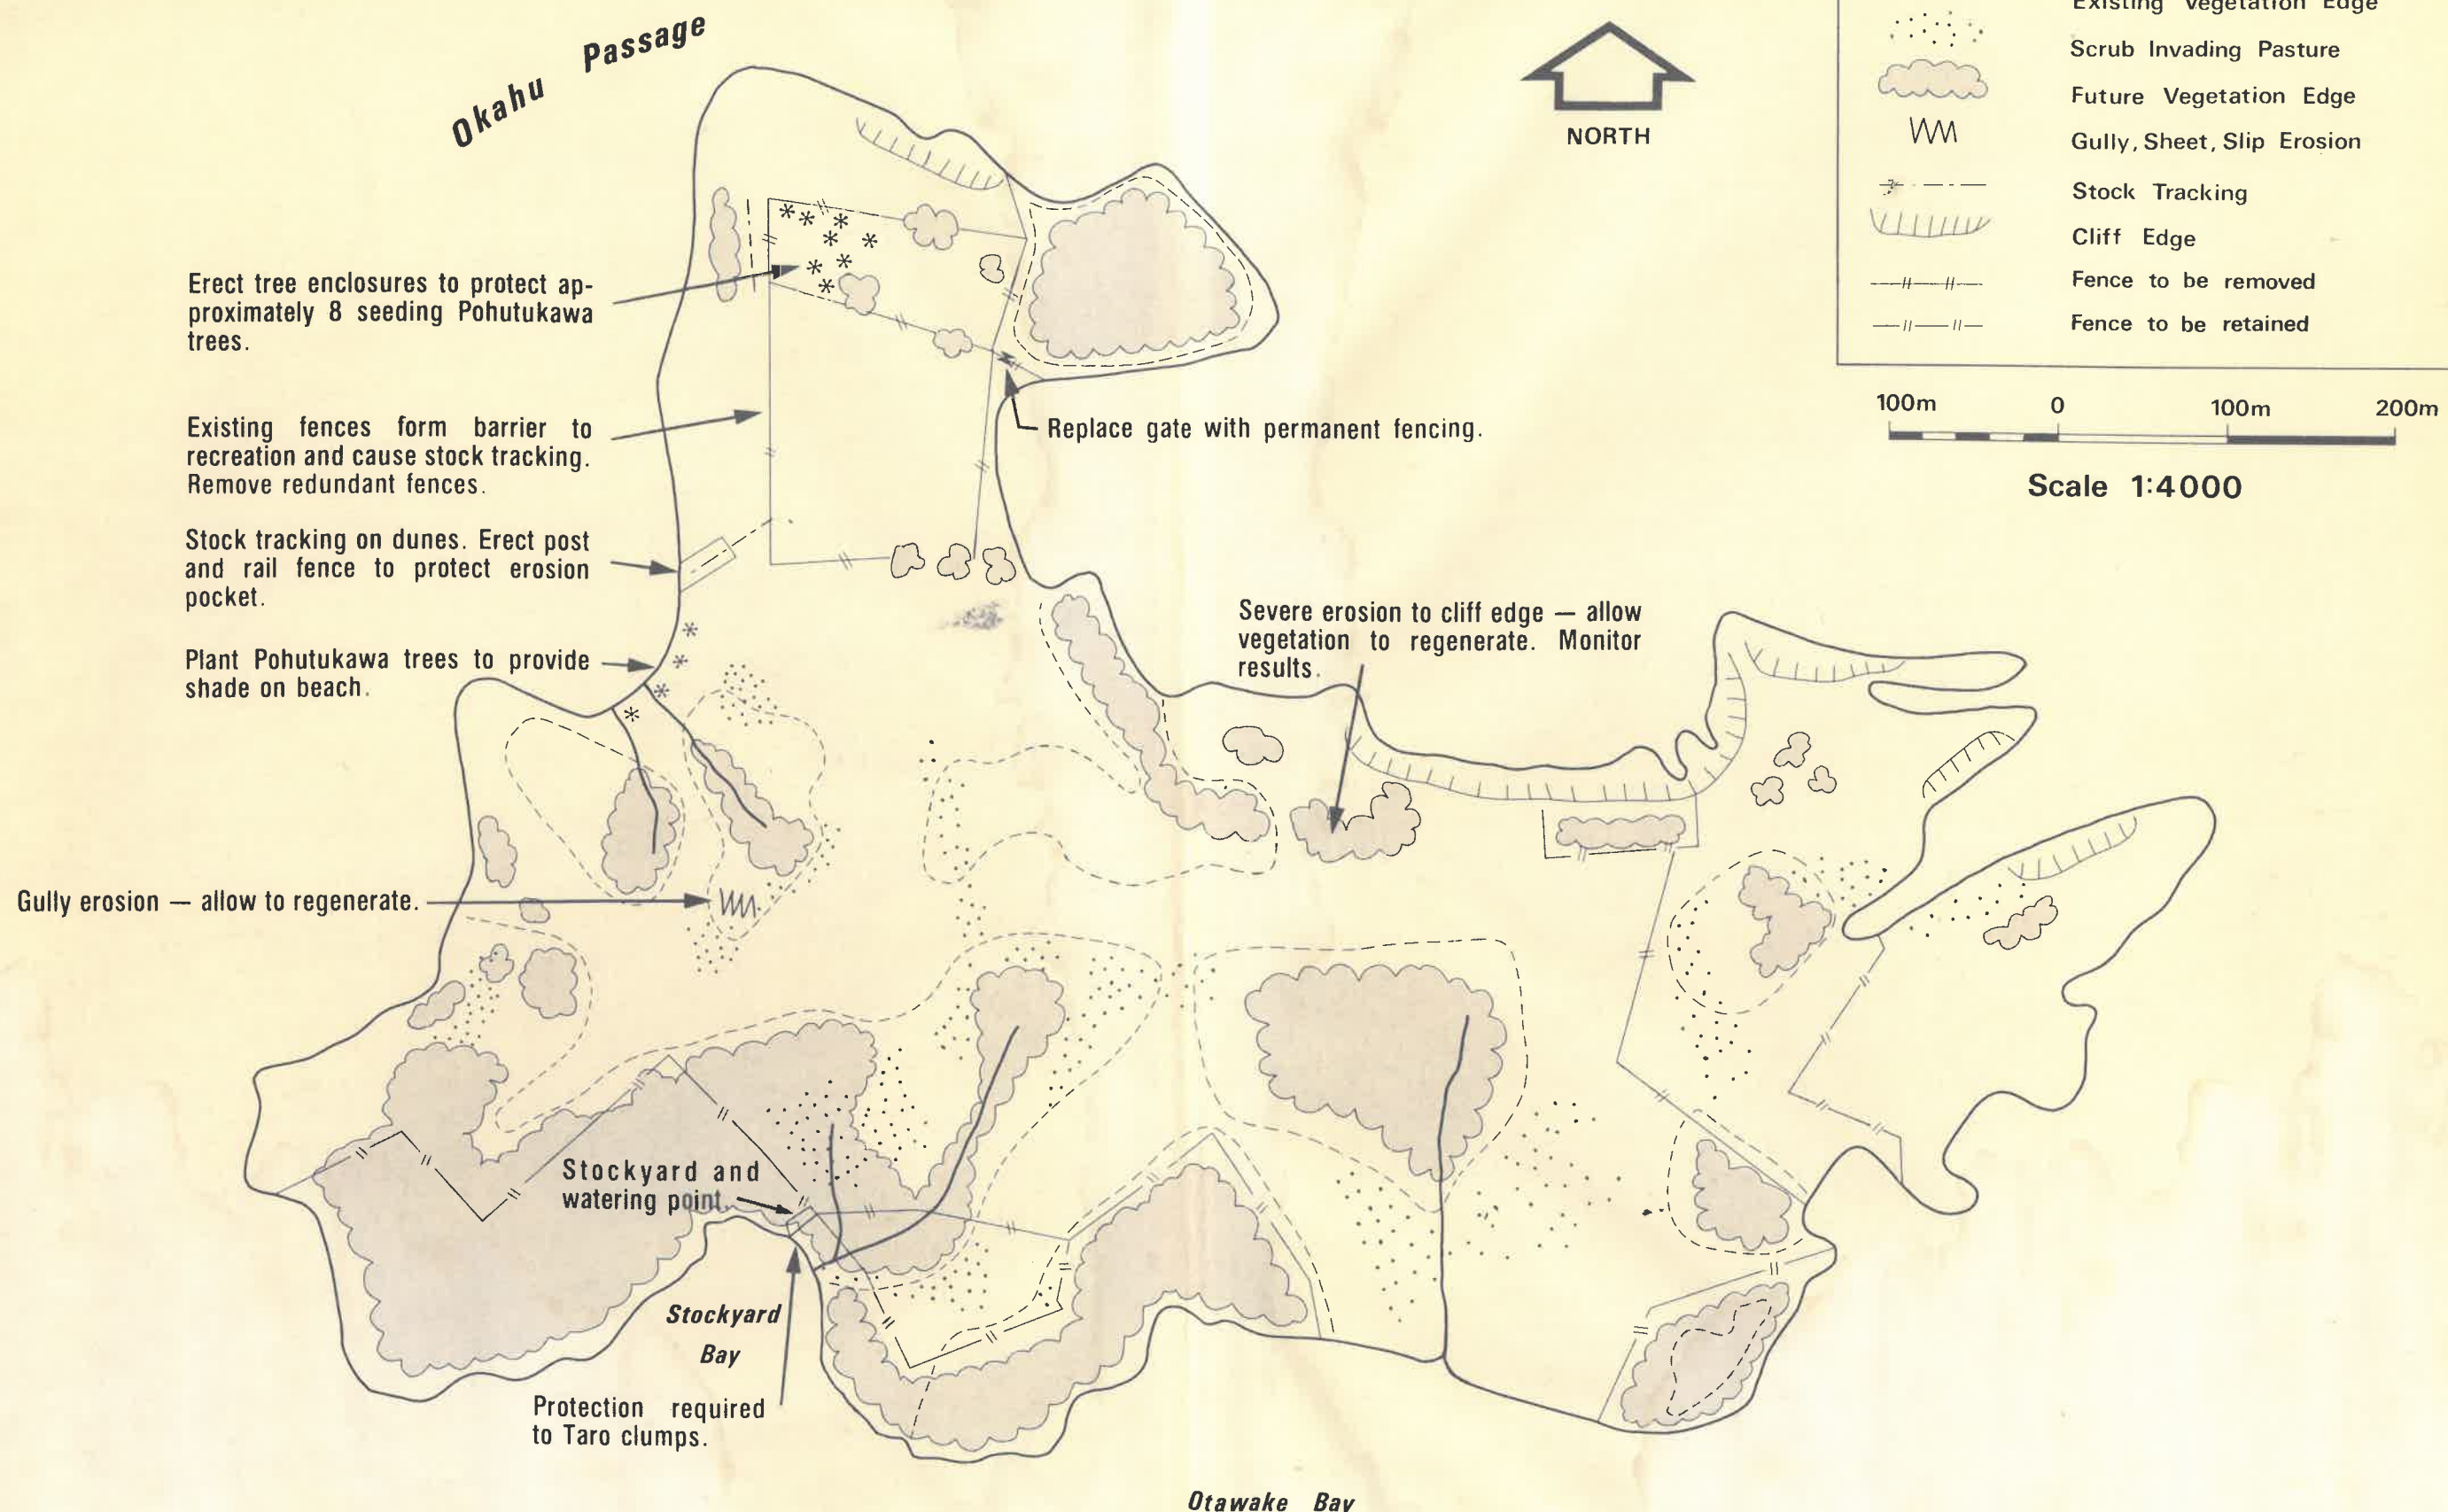 Okahu Passage
NORTH
Existing Vegetation Edge
Scrub Invading Pasture
Future Vegetation Edge
Gully, Sheet, Slip Erosion
Stock Tracking
Cliff Edge
Fence to be removed
Fence to be retained
100m 0 100m 200m
Scale 1:4000
Erect tree enclosures to protect ap-
proximately 8 seeding Pohutukawa
trees.
Existing fences form barrier to
recreation and cause stock tracking.
Remove redundant fences.
Replace gate with permanent fencing.
Stock tracking on dunes. Erect post
and rail fence to protect erosion
pocket.
Plant Pohutukawa trees to provide
shade on beach.
Severe erosion to cliff edge — allow
vegetation to regenerate. Monitor
results.
Gully erosion — allow to regenerate.
Stockyard and
watering point.
Stockyard
Bay
Protection required
to Taro clumps.
Otawake Bay